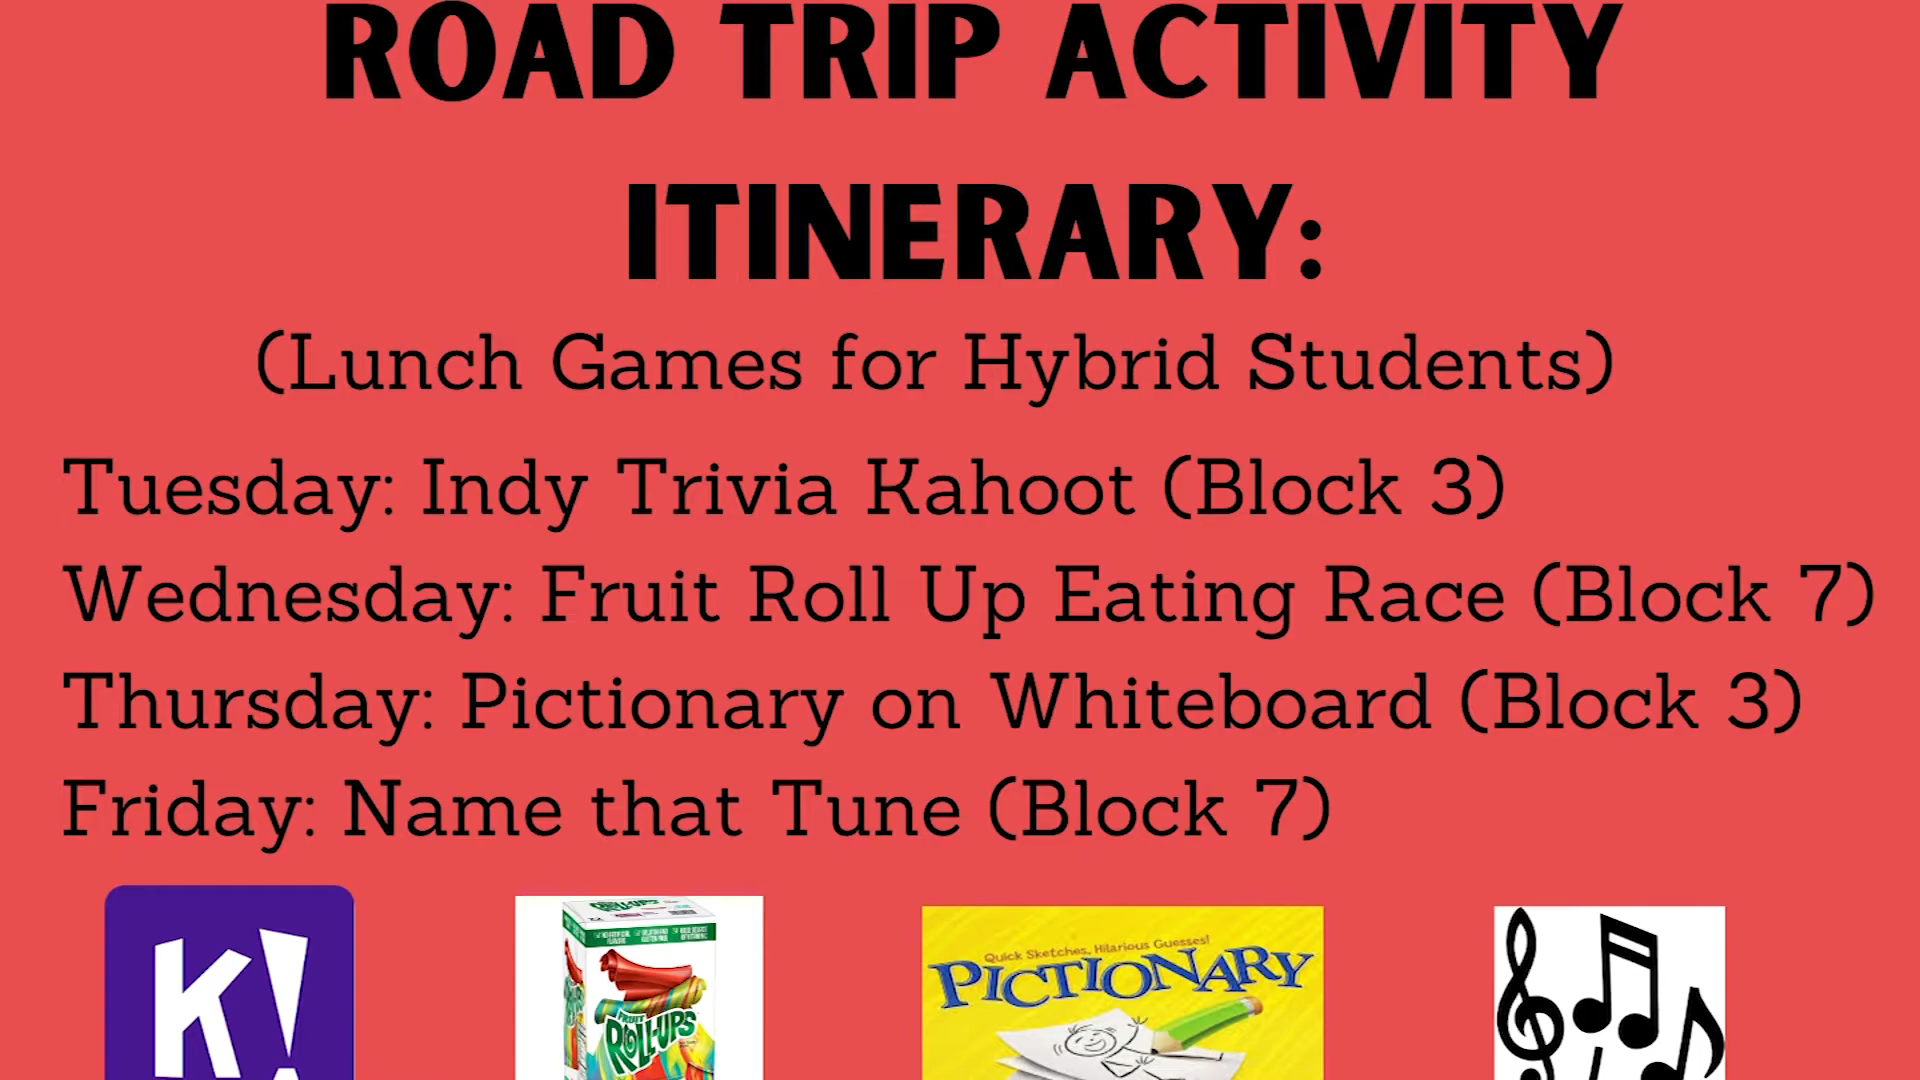 ROAD TRIP ACTIVITY
ITINERARY:
(Lunch Games for Hybrid Students)
Tuesday: Indy Trivia Kahoot (Block 3)
Wednesday: Fruit Roll Up Eating Race (Block 7)
Thursday: Pictionary on Whiteboard (Block 3)
Friday: Name that Tune (Block 7)
K!
FRUIT
ROLL-UPS
Quick Sketches, Hilarious Guesses!
PICTIONARY